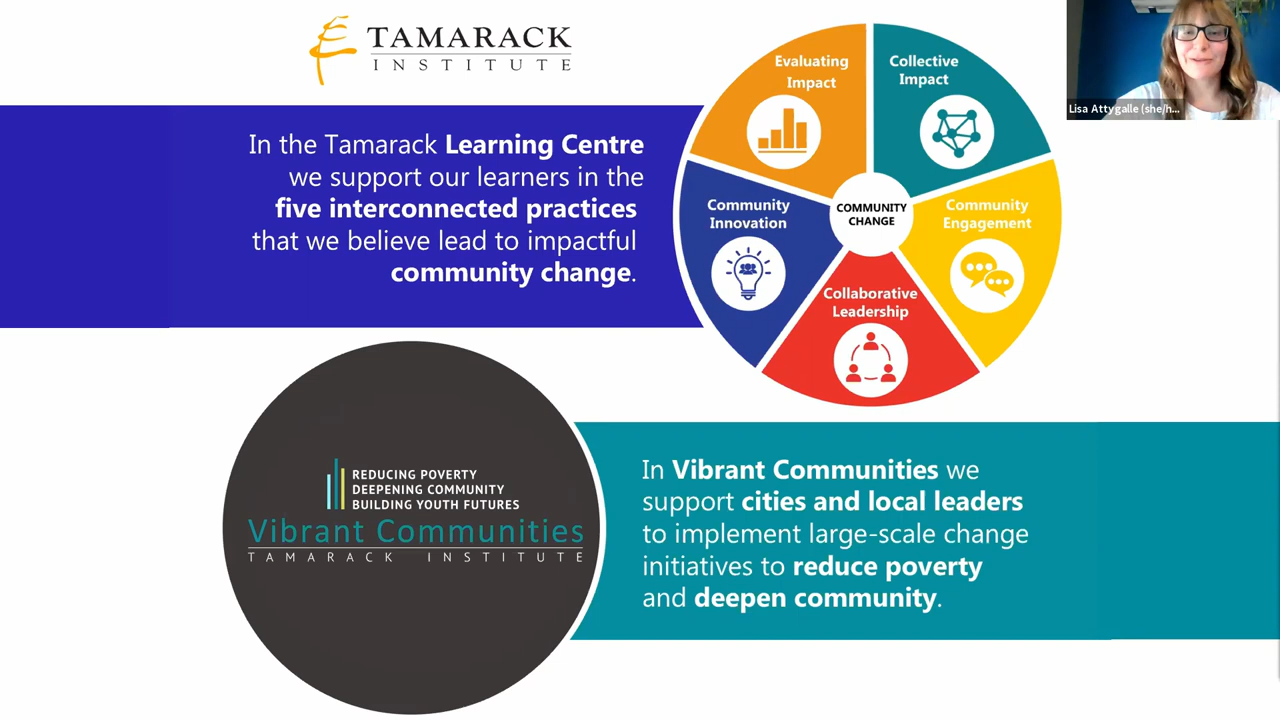 TAMARACK
INSTITUTE
Lisa Attygalle (she/h...
In the Tamarack Learning Centre
we support our learners in the
five interconnected practices
that we believe lead to impactful
community change.
Evaluating
Impact
Collective
Impact
Community
Innovation
COMMUNITY
CHANGE
Community
Engagement
Collaborative
Leadership
REDUCING POVERTY
DEEPENING COMMUNITY
BUILDING YOUTH FUTURES
Vibrant Communities
TAMARACK INSTITUTE
In Vibrant Communities we
support cities and local leaders
to implement large-scale change
initiatives to reduce poverty
and deepen community.